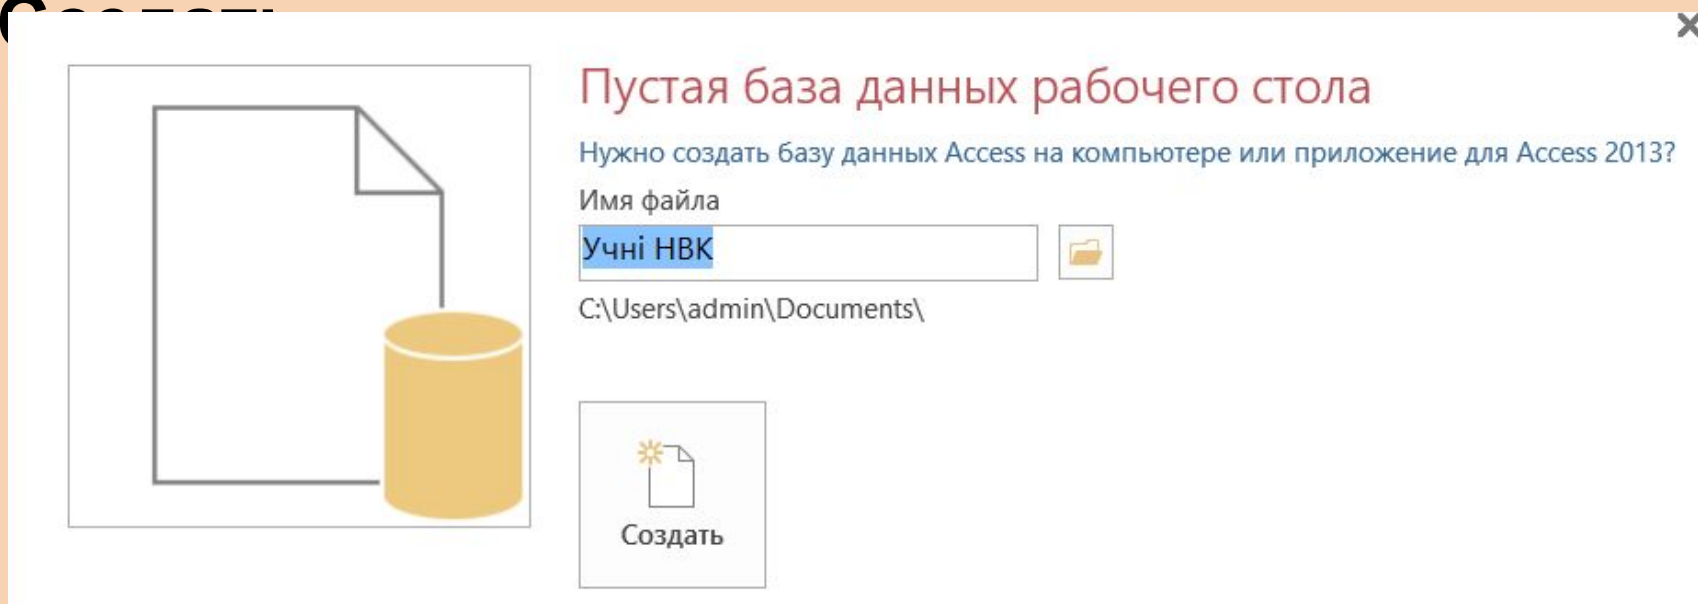 Создать
Пустая база данных рабочего стола
Нужно создать базу данных Access на компьютере или приложение для Access 2013?
Имя файла
Учні НВК
C:\Users\admin\Documents\
Создать